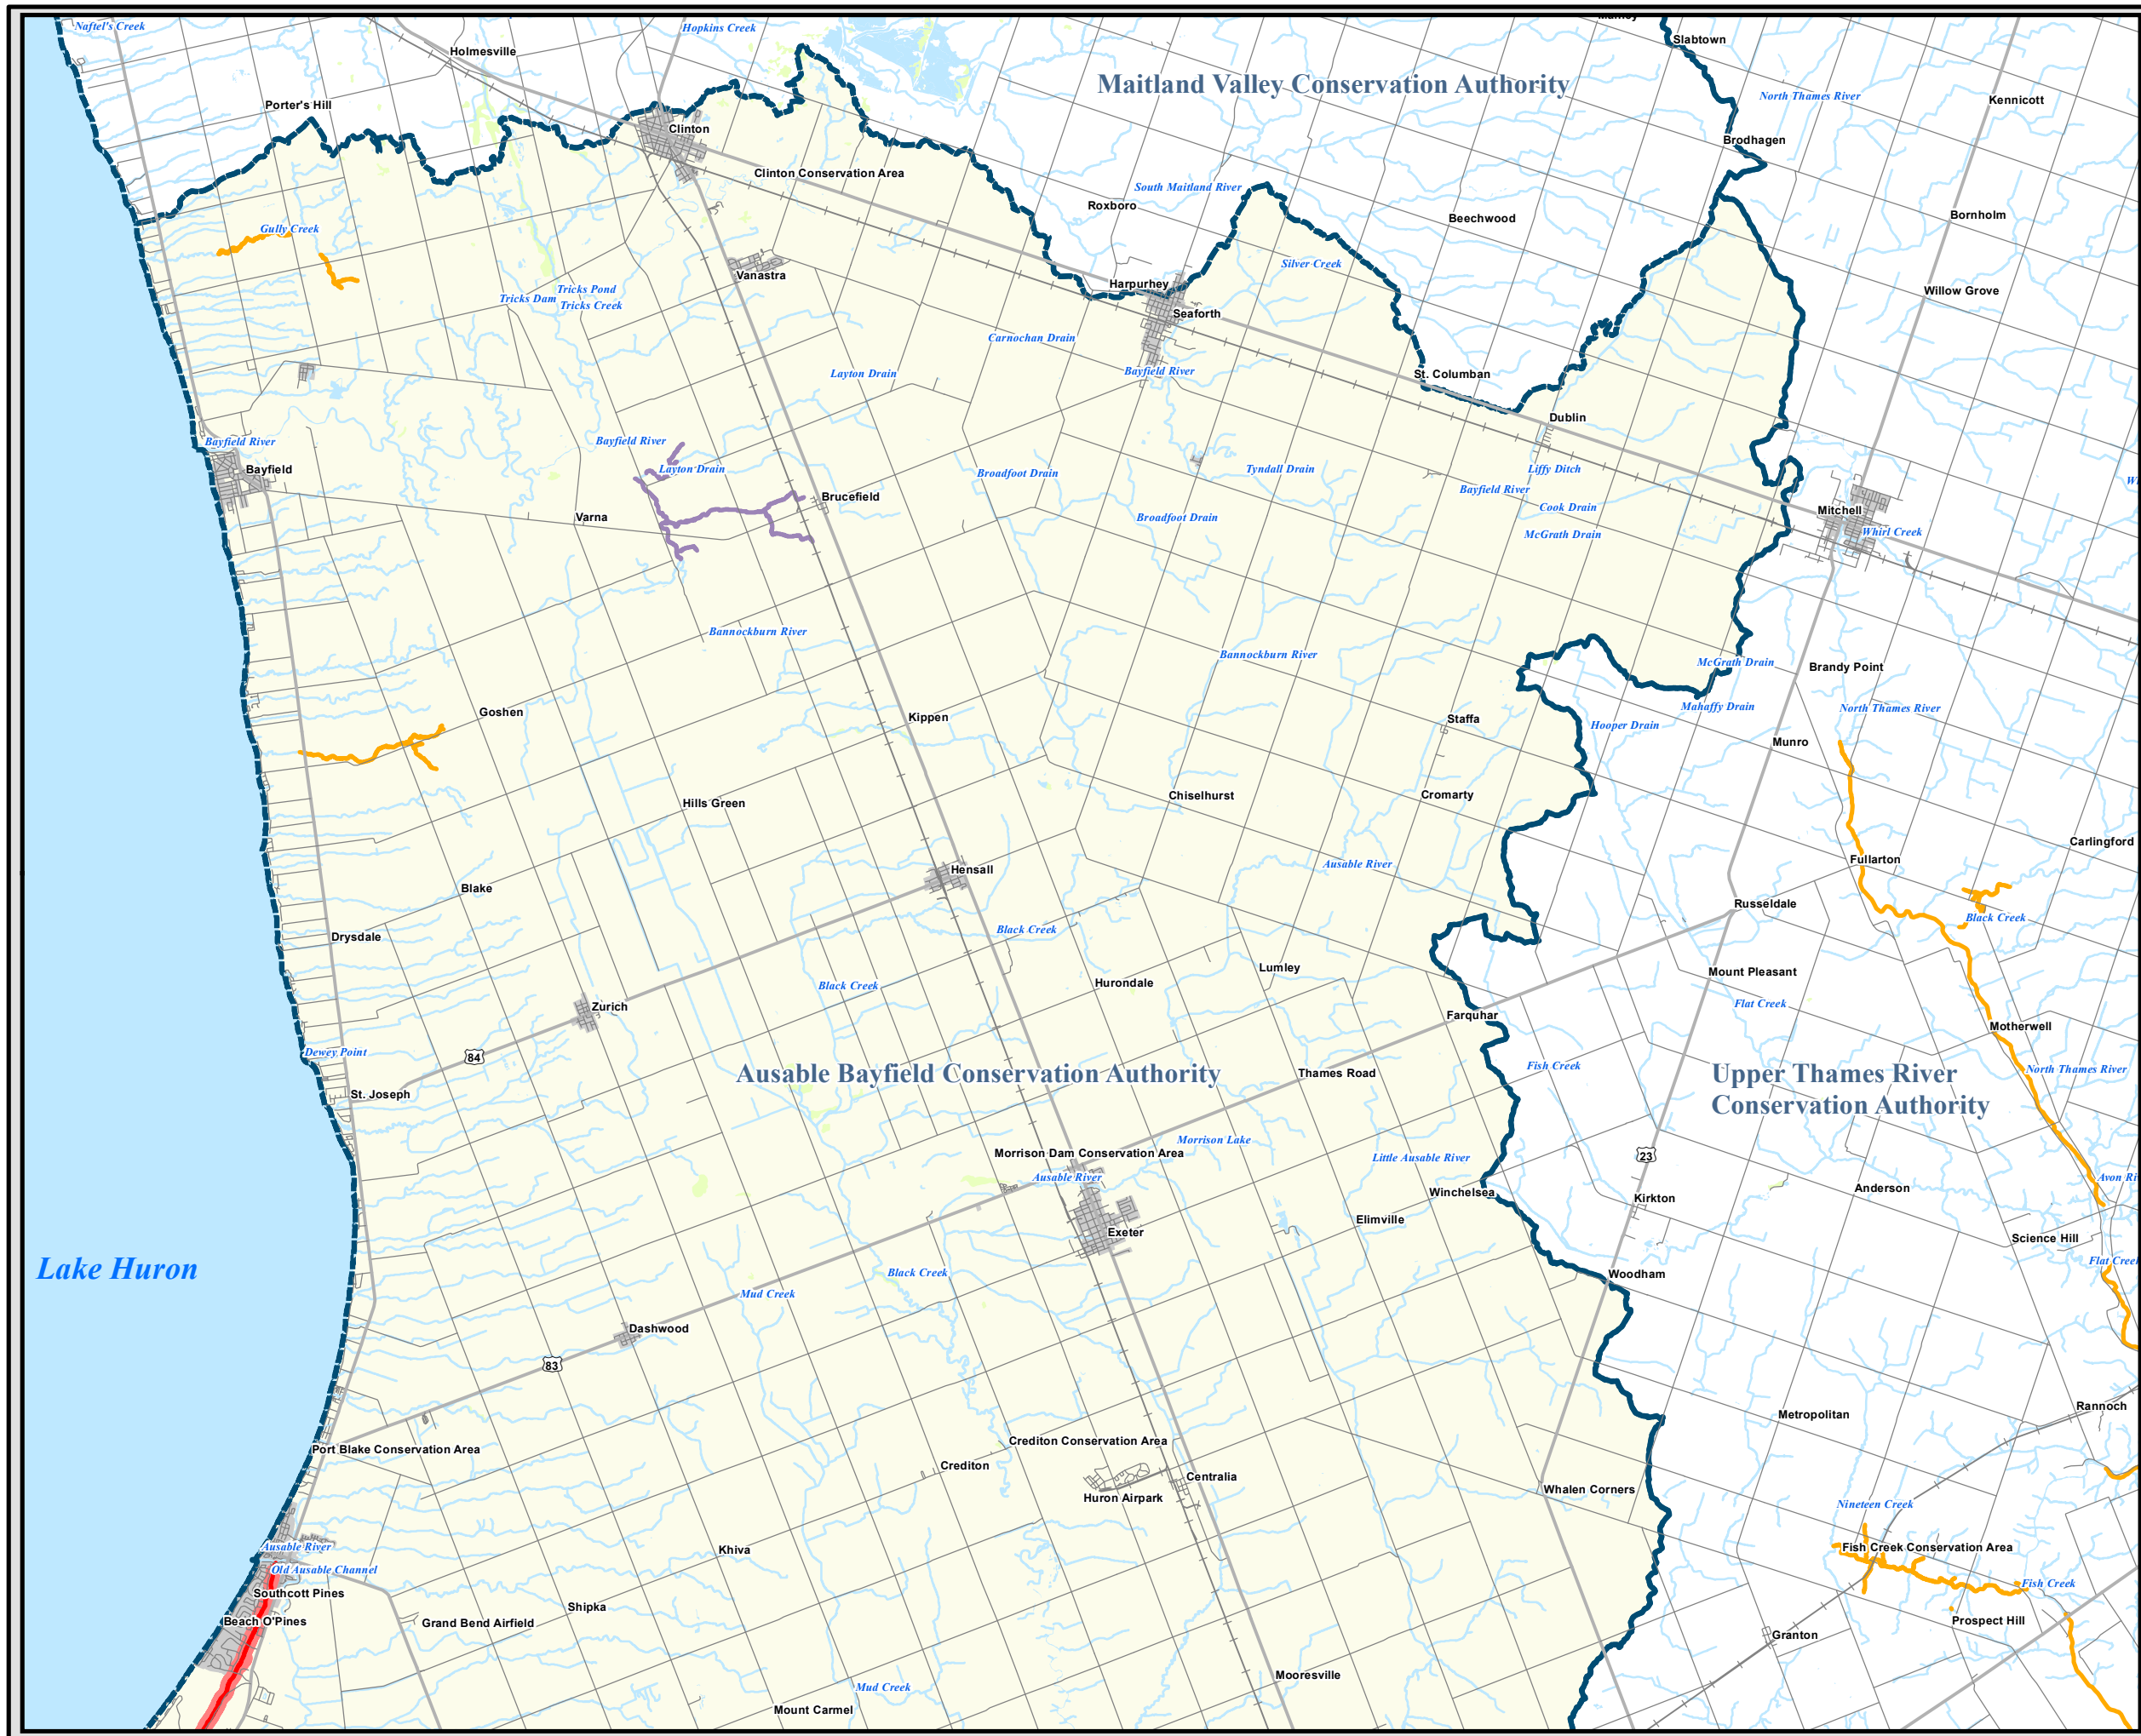 Naftel's Creek
Hopkins Creek
Holmesville
Slabtown
Maitland Valley Conservation Authority
North Thames River
Kennicott
Porter's Hill
Clinton
Brodhagen
Clinton Conservation Area
South Maitland River
Roxboro
Beechwood
Bornholm
Gully Creek
Silver Creek
Vanastra
Harpurhey
Willow Grove
Tricks Pond
Tricks Dam
Tricks Creek
Seaforth
Carnochan Drain
Layton Drain
Bayfield River
St. Columban
Dublin
Bayfield River
Bayfield River
Bayfield
Layton Drain
Broadfoot Drain
Tyndall Drain
Liffy Ditch
Bayfield River
Brucefield
Cook Drain
Mitchell
Varna
Broadfoot Drain
McGrath Drain
Whirl Creek
Bannockburn River
Bannockburn River
McGrath Drain
Brandy Point
Mahaffy Drain
North Thames River
Goshen
Kippen
Staffa
Hooper Drain
Munro
Hills Green
Chiselhurst
Cromarty
Carlingford
Fullarton
Ausable River
Hensall
Blake
Russeldale
Black Creek
Black Creek
Drysdale
Lumley
Mount Pleasant
Hurondale
Black Creek
Zurich
Flat Creek
Farquhar
Motherwell
Dewey Point
84
Fish Creek
North Thames River
Ausable Bayfield Conservation Authority
Thames Road
Upper Thames River
Conservation Authority
St. Joseph
Morrison Lake
Morrison Dam Conservation Area
Little Ausable River
23
Ausable River
Winchelsea
Anderson
Kirkton
Elimville
Exeter
Science Hill
Lake Huron
Black Creek
Woodham
Flat Creek
Mud Creek
Dashwood
83
Rannoch
Metropolitan
Port Blake Conservation Area
Crediton Conservation Area
Crediton
Centralia
Whalen Corners
Huron Airpark
Nineteen Creek
Ausable River
Khiva
Fish Creek Conservation Area
Old Ausable Channel
Fish Creek
Southcott Pines
Shipka
Beach O'Pines
Grand Bend Airfield
Prospect Hill
Granton
Mooresville
Mud Creek
Mount Carmel